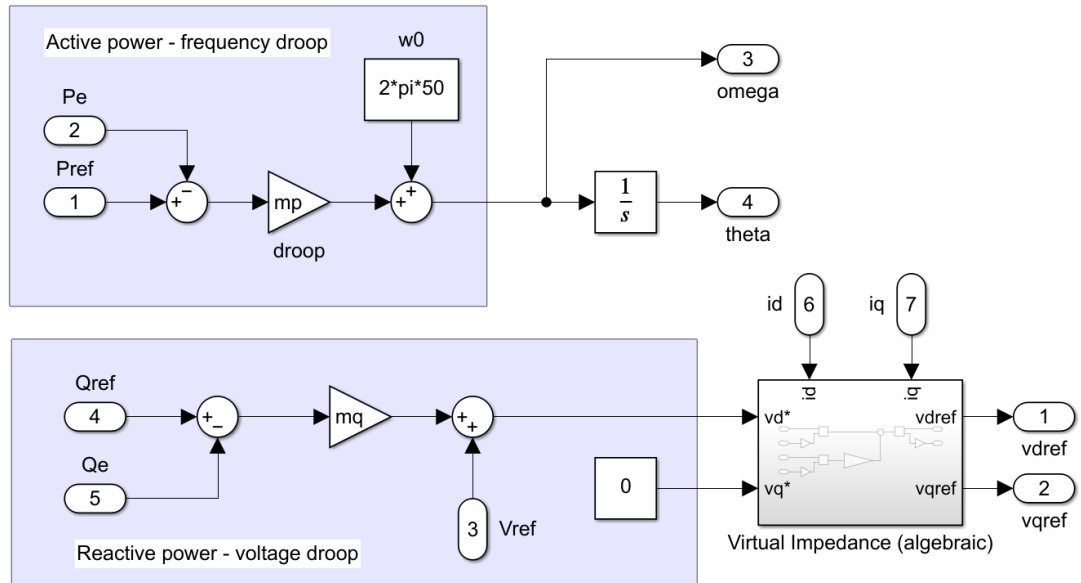 Active power - frequency droop
w0
2*pi*50
3
omega
Pe
2
Pref
1
+
−
mp
droop
+
+
1
s
4
theta
id
6
iq
7
Qref
4
+
−
mq
+
+
Qe
5
0
3
Vref
id
iq
vd*
vq*
vdref
vqref
1
vdref
2
vqref
Virtual Impedance (algebraic)
Reactive power - voltage droop